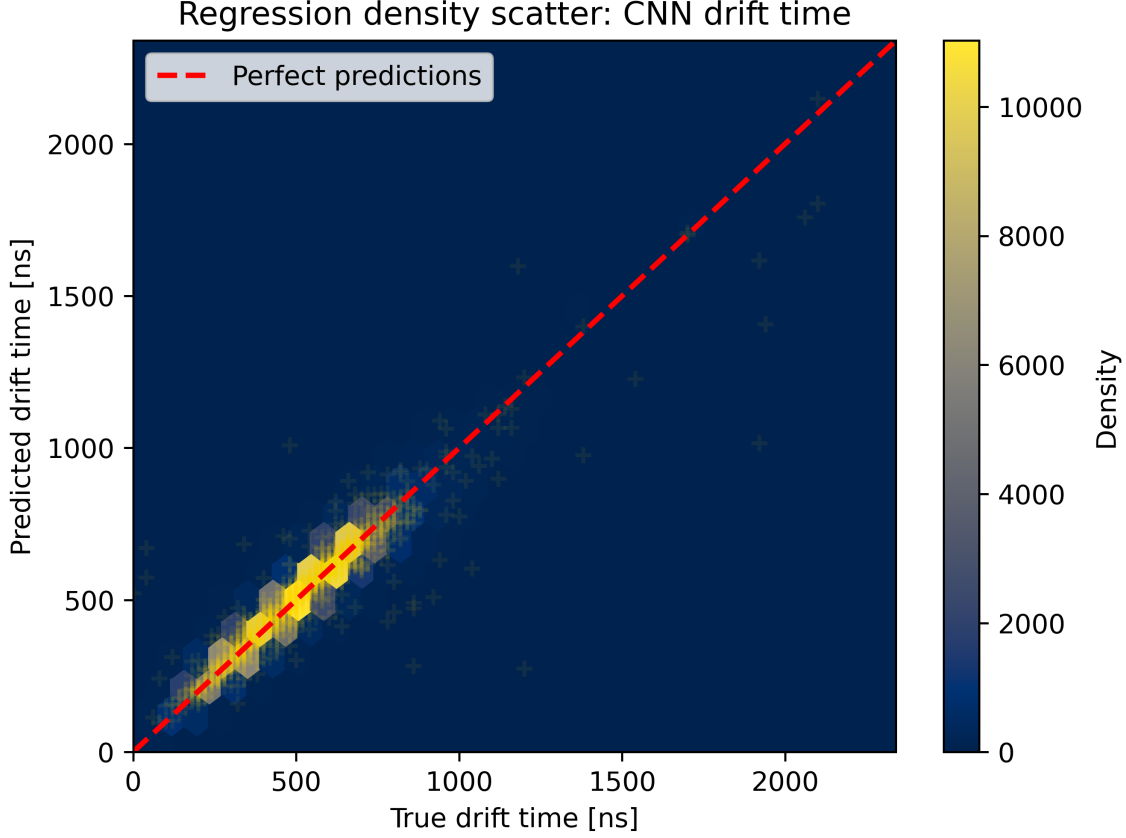 Regression density scatter: CNN drift time
Perfect predictions
Predicted drift time [ns]
2000
1500
1000
500
0
0 500 1000 1500 2000
True drift time [ns]
10000
8000
6000
4000
2000
0
Density